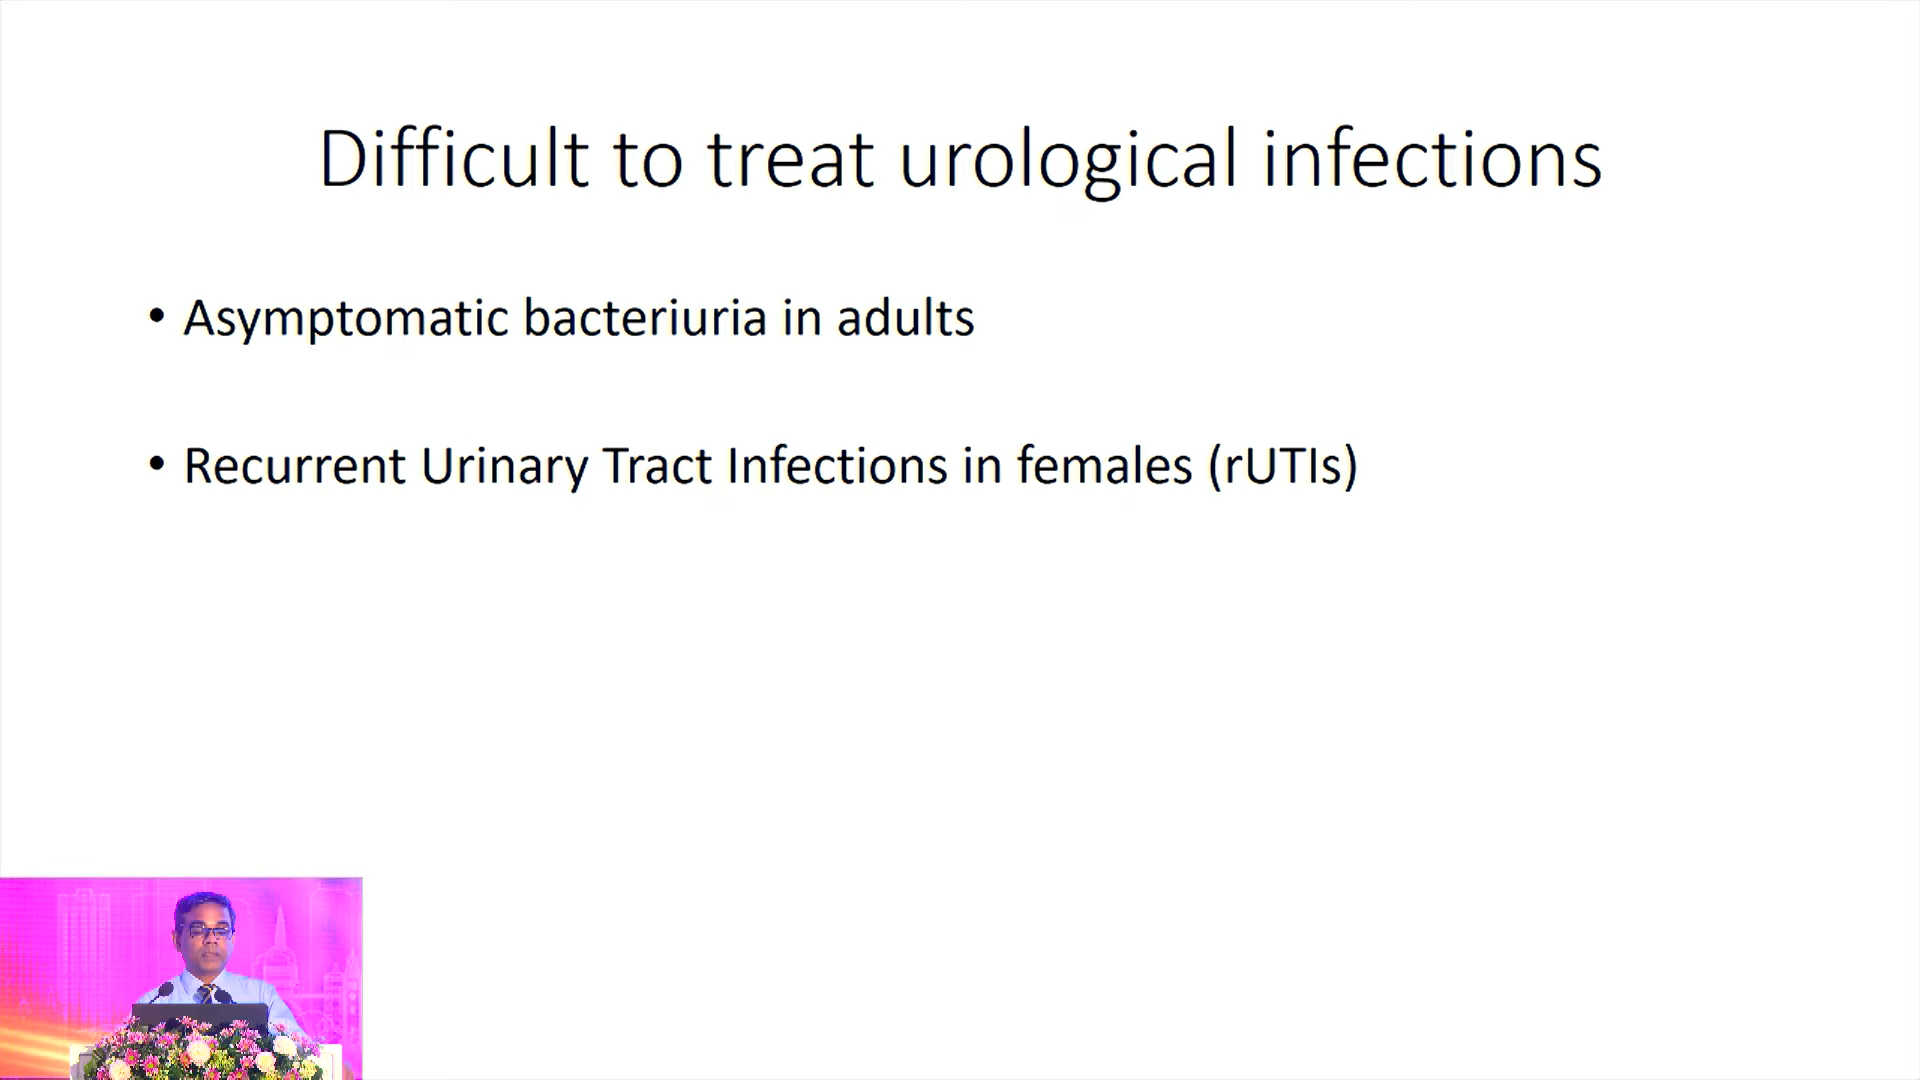 Difficult to treat urological infections
• Asymptomatic bacteriuria in adults
• Recurrent Urinary Tract Infections in females (rUTIs)